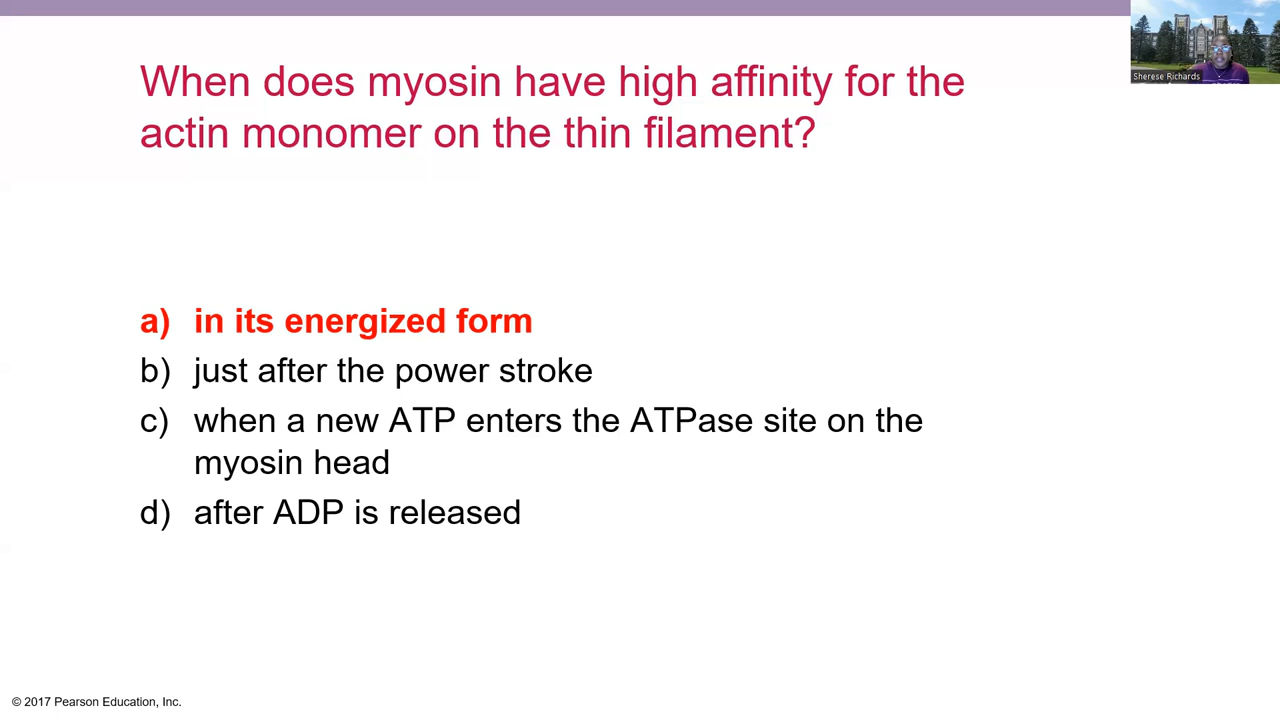 Sherese Richards
When does myosin have high affinity for the
actin monomer on the thin filament?
a) in its energized form
b) just after the power stroke
c) when a new ATP enters the ATPase site on the
myosin head
d) after ADP is released
© 2017 Pearson Education, Inc.